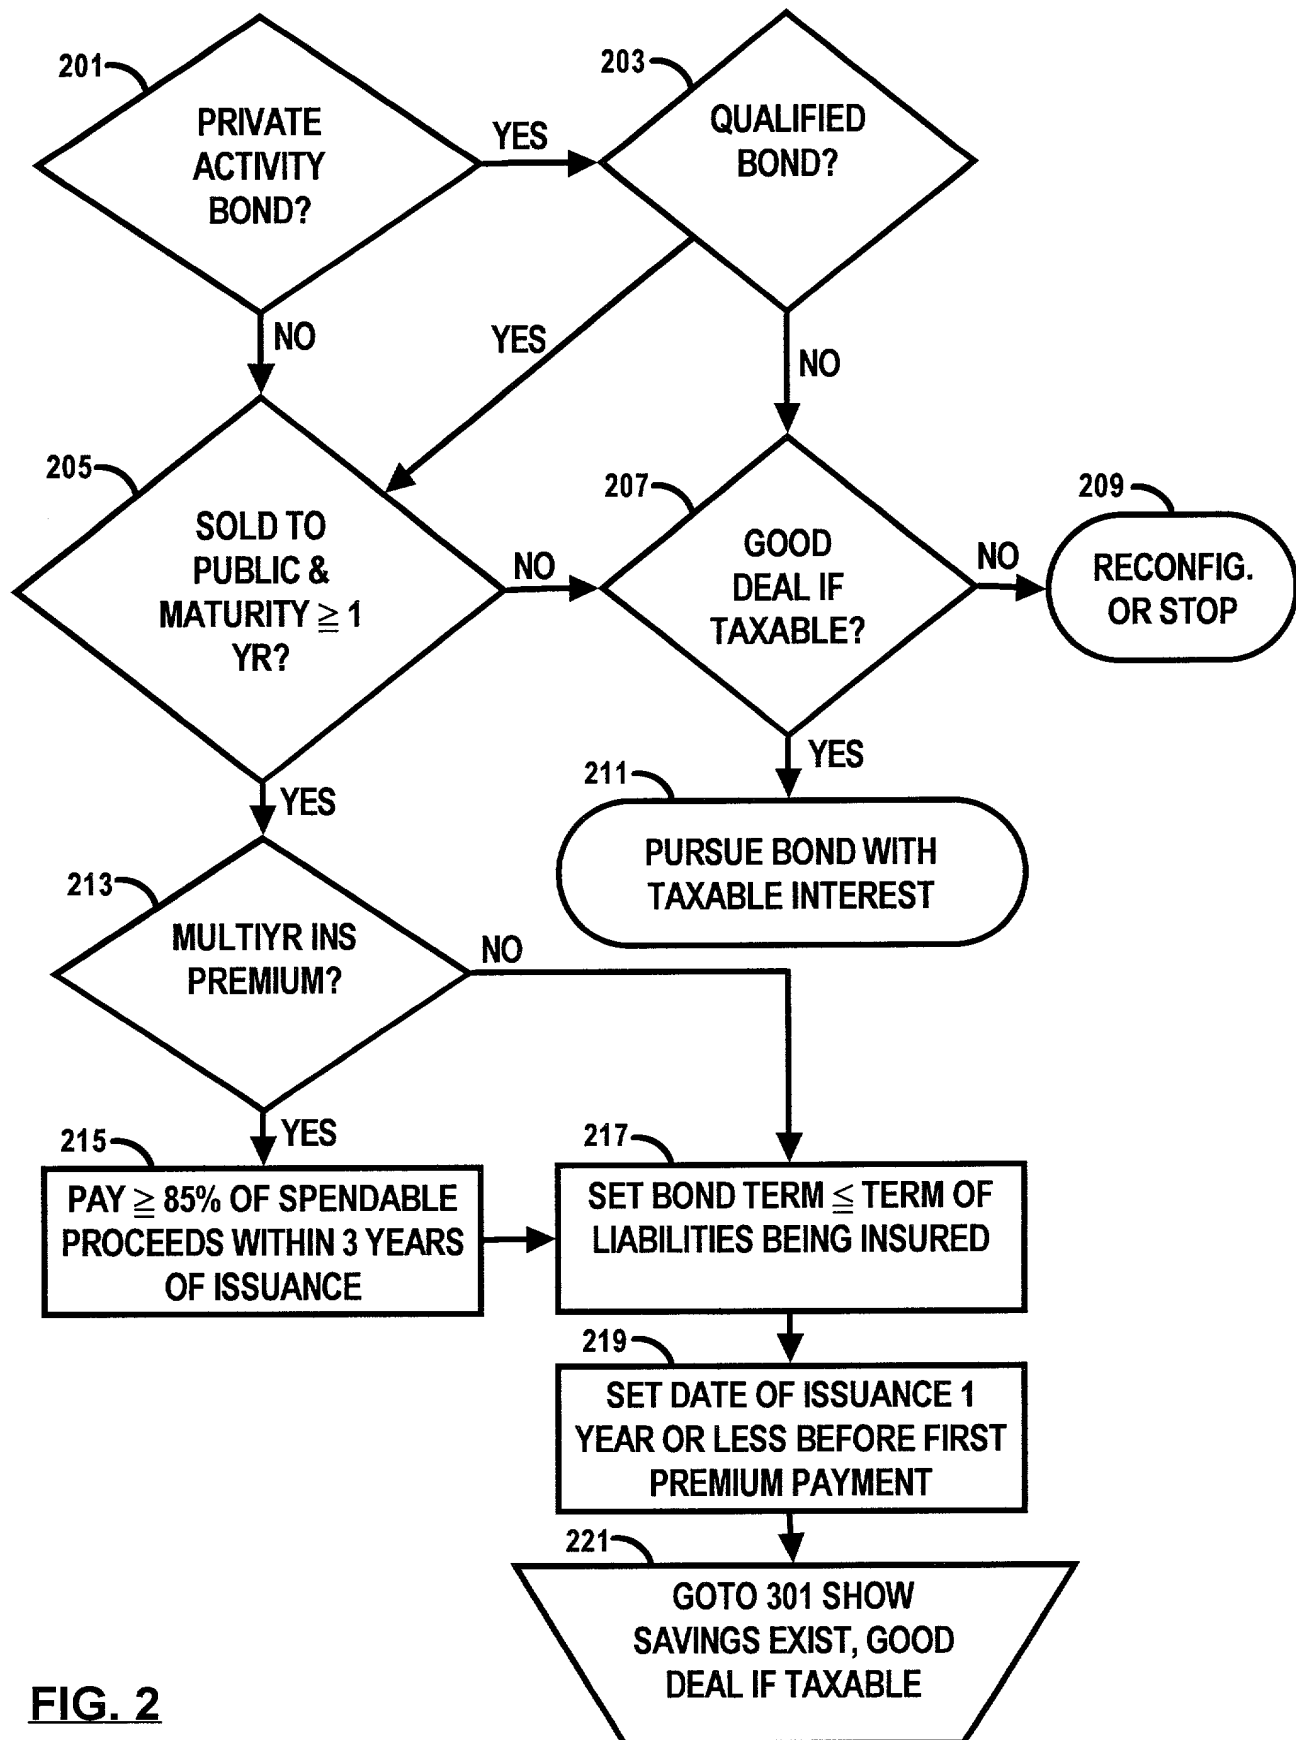 201
PRIVATE
ACTIVITY
BOND?
YES
203
QUALIFIED
BOND?
NO
YES
NO
205
SOLD TO
PUBLIC &
MATURITY ≧ 1
YR?
NO
207
GOOD
DEAL IF
TAXABLE?
NO
209
RECONFIG.
OR STOP
YES
YES
211
PURSUE BOND WITH
TAXABLE INTEREST
213
MULTIYR INS
PREMIUM?
NO
YES
215
PAY ≧ 85% OF SPENDABLE
PROCEEDS WITHIN 3 YEARS
OF ISSUANCE
217
SET BOND TERM ≦ TERM OF
LIABILITIES BEING INSURED
219
SET DATE OF ISSUANCE 1
YEAR OR LESS BEFORE FIRST
PREMIUM PAYMENT
221
GOTO 301 SHOW
SAVINGS EXIST, GOOD
DEAL IF TAXABLE
FIG. 2